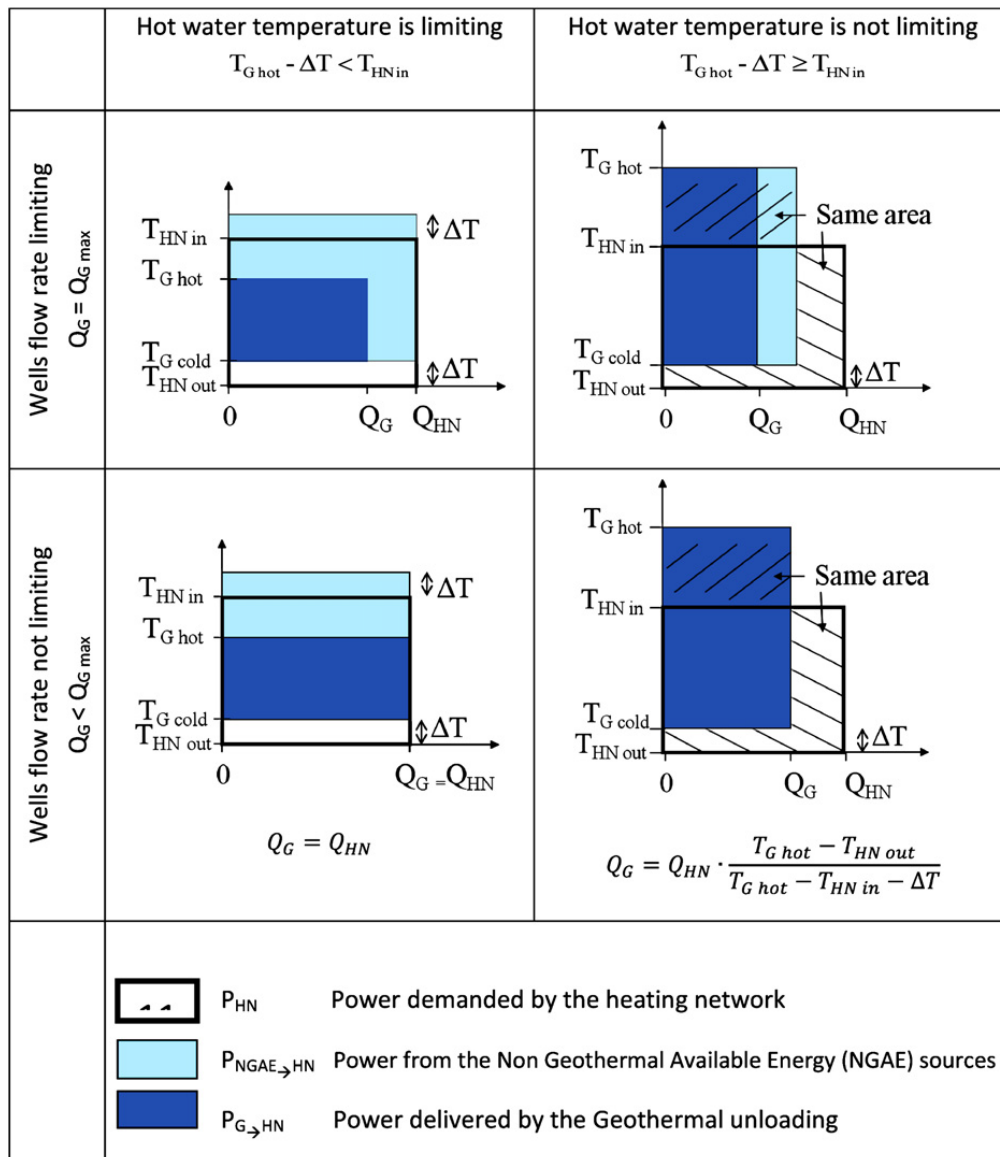 Hot water temperature is limiting
T_G hot - ΔT < T_HN in
Hot water temperature is not limiting
T_G hot - ΔT ≥ T_HN in
Wells flow rate limiting
Q_G = Q_G max
T_HN in
T_G hot
T_G cold
T_HN out
ΔT
ΔT
0
Q_G
Q_HN
T_G hot
T_HN in
T_G cold
T_HN out
Same area
ΔT
0
Q_G
Q_HN
Wells flow rate not limiting
Q_G < Q_G max
T_HN in
T_G hot
T_G cold
T_HN out
ΔT
ΔT
0
Q_G =Q_HN
Q_G = Q_HN
T_G hot
T_HN in
T_G cold
T_HN out
Same area
ΔT
0
Q_G
Q_HN
Q_G = Q_HN · (T_G hot − T_HN out) / (T_G hot − T_HN in − ΔT)
P_HN Power demanded by the heating network
P_NGAE→HN Power from the Non Geothermal Available Energy (NGAE) sources
P_G→HN Power delivered by the Geothermal unloading